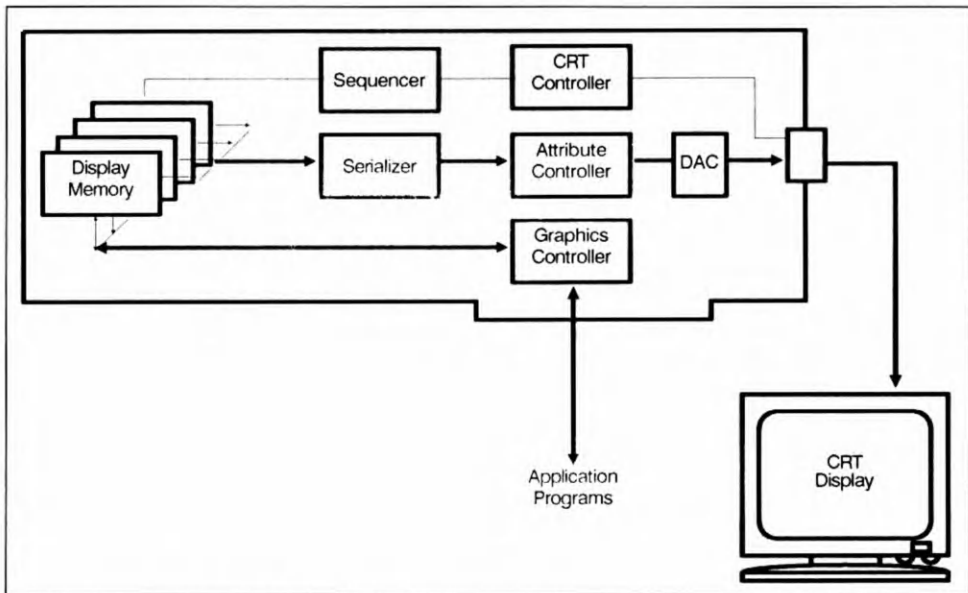 Sequencer
CRT
Controller
Display
Memory
Serializer
Attribute
Controller
DAC
Graphics
Controller
Application
Programs
CRT
Display